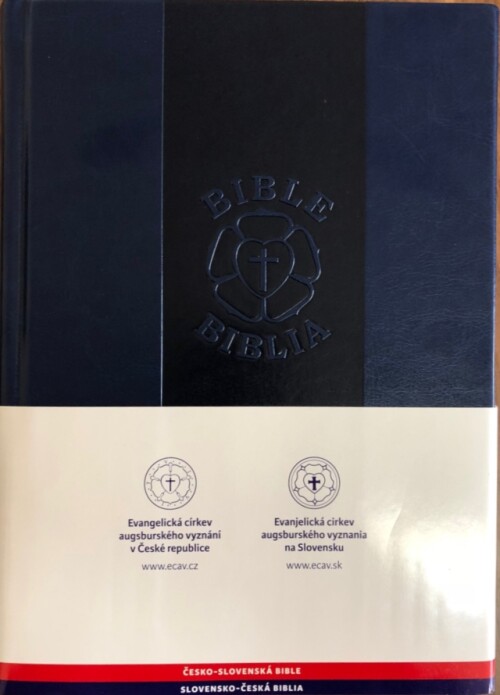 BIBLE
BIBLIA
Evangelická církev
augsburského vyznání
v České republice
www.ecav.cz
Evanjelická cirkev
augsburského vyznania
na Slovensku
www.ecav.sk
ČESKO-SLOVENSKÁ BIBLE
SLOVENSKO-ČESKÁ BIBLIA